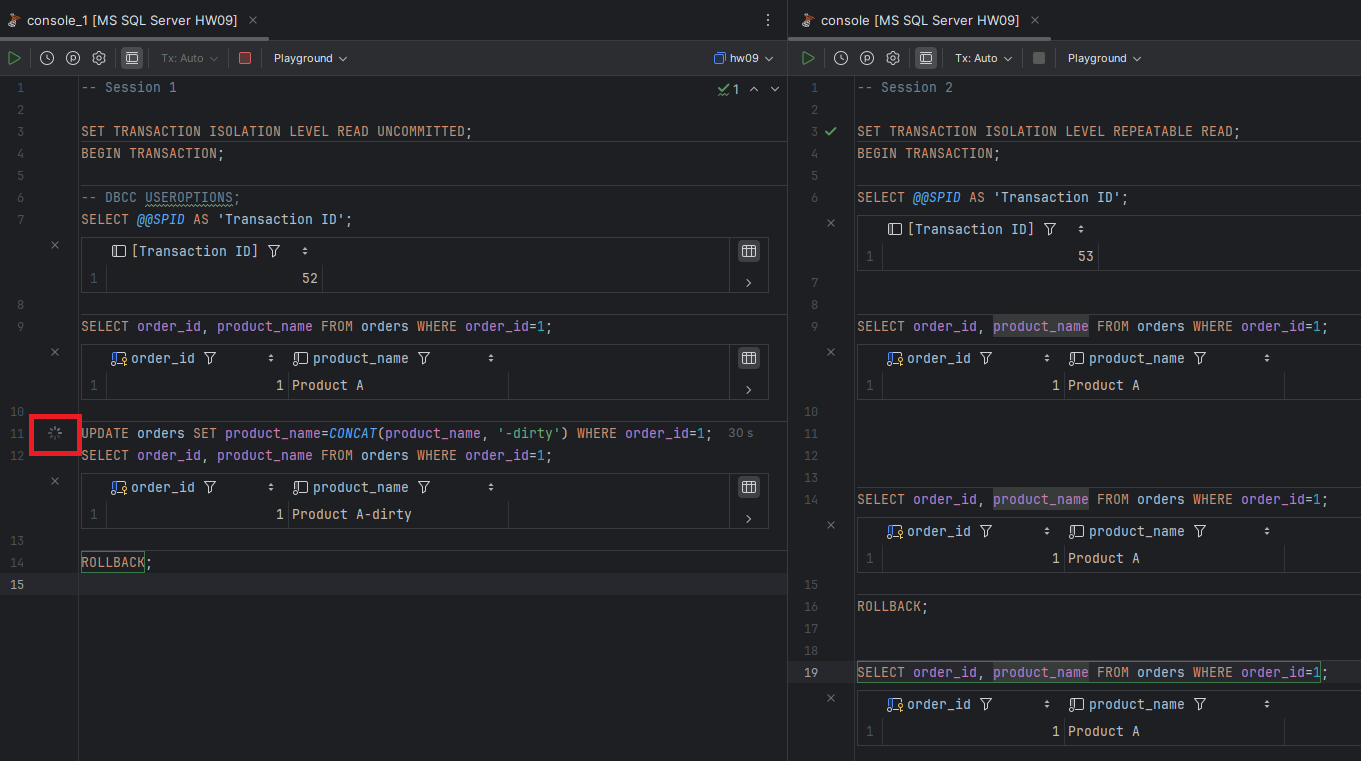 console_1 [MS SQL Server HW09]
Tx: Auto
Playground
hw09
1 -- Session 1
1
2
3 SET TRANSACTION ISOLATION LEVEL READ UNCOMMITTED;
4 BEGIN TRANSACTION;
5
6 -- DBCC USEROPTIONS;
7 SELECT @@SPID AS 'Transaction ID';
[Transaction ID]
1 52
8
9 SELECT order_id, product_name FROM orders WHERE order_id=1;
order_id product_name
1 1 Product A
10
11 UPDATE orders SET product_name=CONCAT(product_name, '-dirty') WHERE order_id=1; 30 s
12 SELECT order_id, product_name FROM orders WHERE order_id=1;
order_id product_name
1 1 Product A-dirty
13
14 ROLLBACK;
15
console [MS SQL Server HW09]
Tx: Auto
Playground
1 -- Session 2
2
3 SET TRANSACTION ISOLATION LEVEL REPEATABLE READ;
4 BEGIN TRANSACTION;
5
6 SELECT @@SPID AS 'Transaction ID';
[Transaction ID]
1 53
7
8
9 SELECT order_id, product_name FROM orders WHERE order_id=1;
order_id product_name
1 1 Product A
10
11
12
13
14 SELECT order_id, product_name FROM orders WHERE order_id=1;
order_id product_name
1 1 Product A
15
16 ROLLBACK;
17
18
19 SELECT order_id, product_name FROM orders WHERE order_id=1;
order_id product_name
1 1 Product A